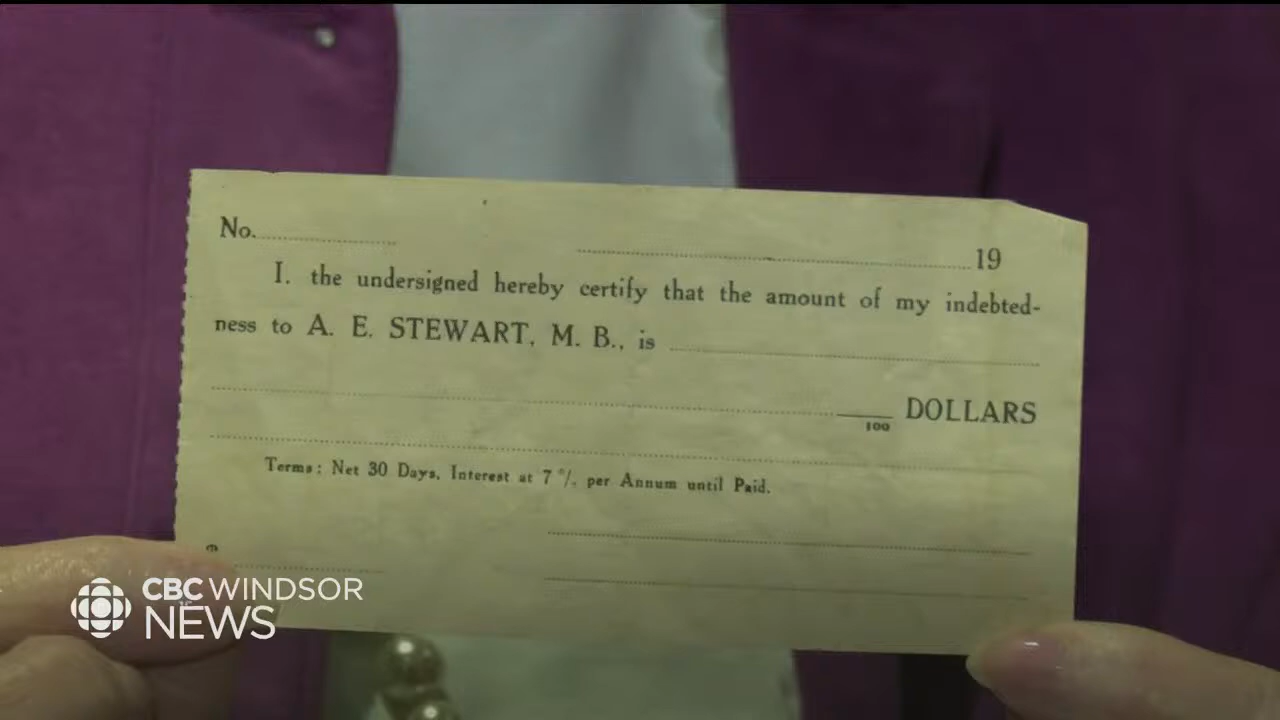 No. 19
I. the undersigned hereby certify that the amount of my indebted-
ness to A. E. STEWART, M. B., is
100 DOLLARS
Terms: Net 30 Days, Interest at 7 %. per Annum until Paid.
CBC WINDSOR
NEWS